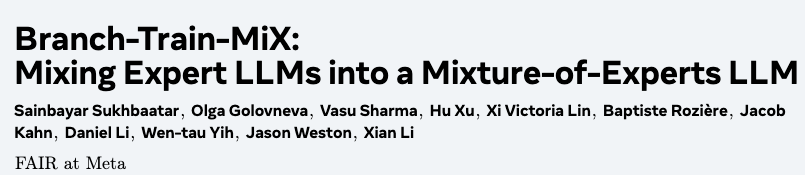 Branch-Train-MiX:
Mixing Expert LLMs into a Mixture-of-Experts LLM
Sainbayar Sukhbaatar, Olga Golovneva, Vasu Sharma, Hu Xu, Xi Victoria Lin, Baptiste Rozière, Jacob
Kahn, Daniel Li, Wen-tau Yih, Jason Weston, Xian Li
FAIR at Meta